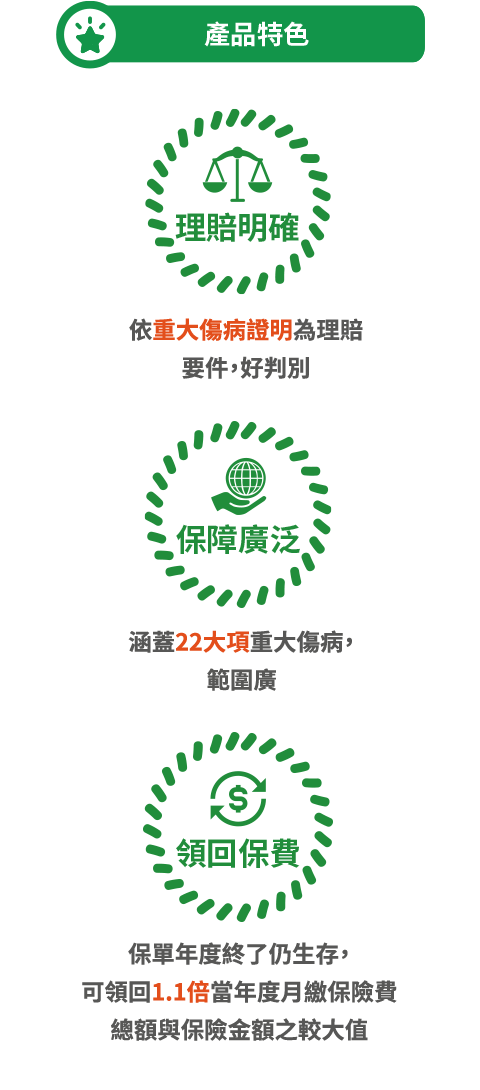 產品特色
理賠明確
依重大傷病證明為理賠
要件，好判別
保障廣泛
涵蓋22大項重大傷病，
範圍廣
$
領回保費
保單年度終了仍生存，
可領回1.1倍當年度月繳保險費
總額與保險金額之較大值